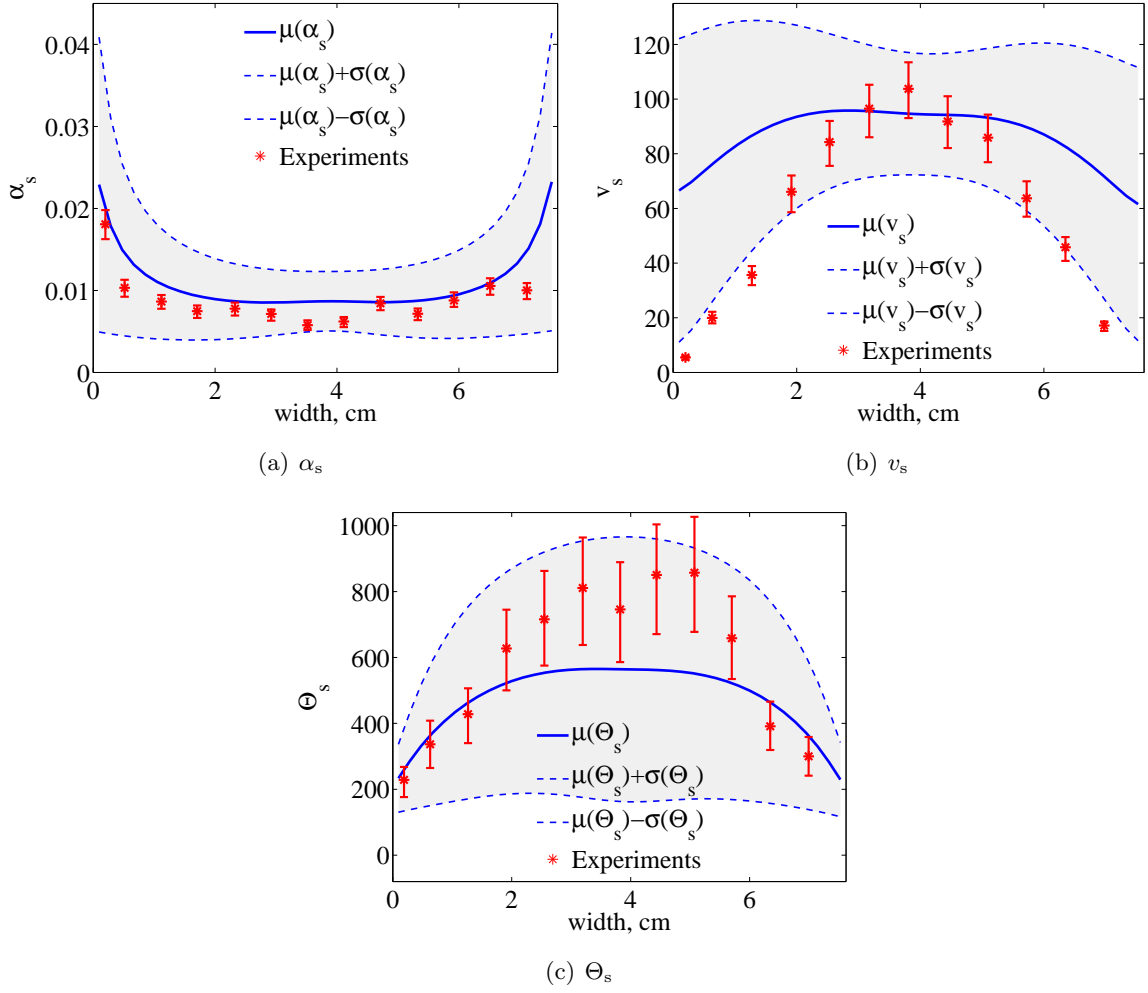 0.04
0.03
0.02
0.01
0
α_s
μ(α_s)
μ(α_s)+σ(α_s)
μ(α_s)−σ(α_s)
Experiments
0 2 4 6
width, cm
(a) α_s
120
100
80
60
40
20
0
v_s
μ(v_s)
μ(v_s)+σ(v_s)
μ(v_s)−σ(v_s)
Experiments
0 2 4 6
width, cm
(b) v_s
1000
800
600
400
200
0
Θ_s
μ(Θ_s)
μ(Θ_s)+σ(Θ_s)
μ(Θ_s)−σ(Θ_s)
Experiments
0 2 4 6
width, cm
(c) Θ_s